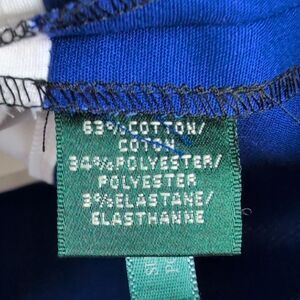 63% COTTON/
COTON
34% POLYESTER/
POLYESTER
3% ELASTANE/
ELASTHANNE